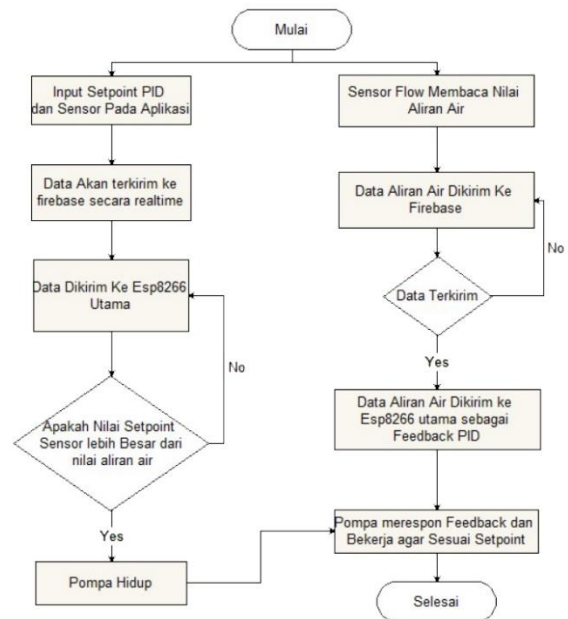 Mulai
Input Setpoint PID
dan Sensor Pada Aplikasi
Data Akan terkirim ke
firebase secara realtime
Data Dikirim Ke Esp8266
Utama
No
Apakah Nilai Setpoint
Sensor lebih Besar dari
nilai aliran air
Yes
Pompa Hidup
Sensor Flow Membaca Nilai
Aliran Air
Data Aliran Air Dikirim Ke
Firebase
No
Data Terkirim
Yes
Data Aliran Air Dikirim ke
Esp8266 utama sebagai
Feedback PID
Pompa merespon Feedback dan
Bekerja agar Sesuai Setpoint
Selesai